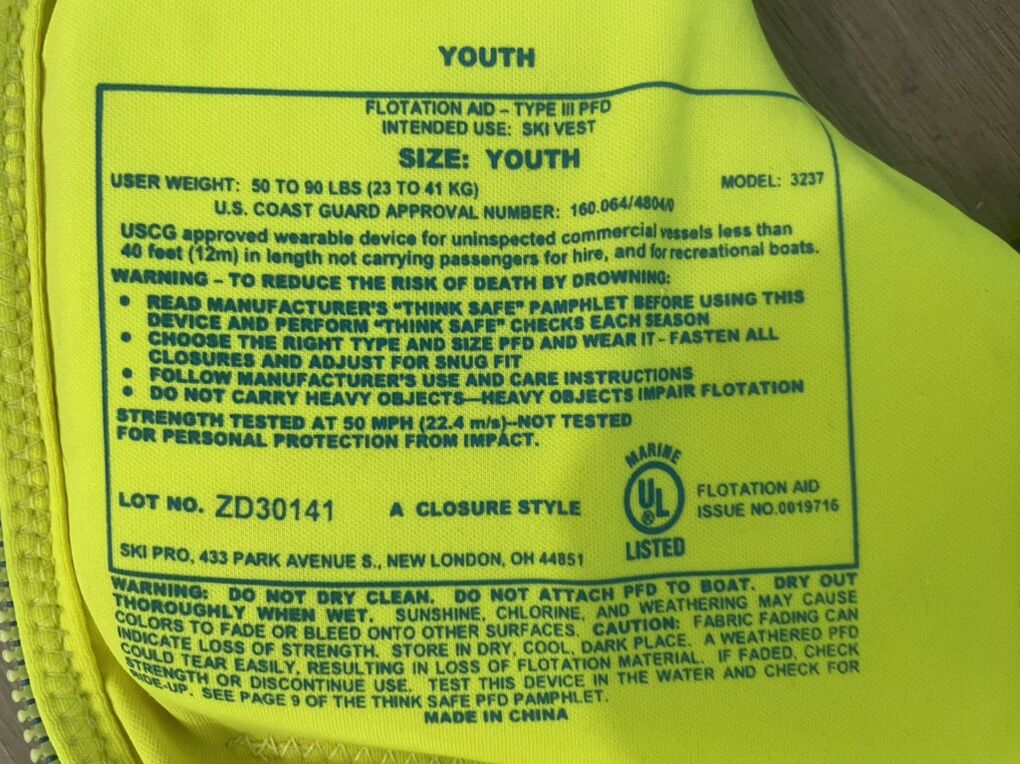 YOUTH
FLOTATION AID – TYPE III PFD
INTENDED USE: SKI VEST
SIZE: YOUTH
USER WEIGHT: 50 TO 90 LBS (23 TO 41 KG)
MODEL: 3237
U.S. COAST GUARD APPROVAL NUMBER: 160.064/4804/0
USCG approved wearable device for uninspected commercial vessels less than
40 feet (12m) in length not carrying passengers for hire, and for recreational boats.
WARNING – TO REDUCE THE RISK OF DEATH BY DROWNING:
• READ MANUFACTURER'S "THINK SAFE" PAMPHLET BEFORE USING THIS
DEVICE AND PERFORM "THINK SAFE" CHECKS EACH SEASON
• CHOOSE THE RIGHT TYPE AND SIZE PFD AND WEAR IT - FASTEN ALL
CLOSURES AND ADJUST FOR SNUG FIT
• FOLLOW MANUFACTURER'S USE AND CARE INSTRUCTIONS
• DO NOT CARRY HEAVY OBJECTS—HEAVY OBJECTS IMPAIR FLOTATION
STRENGTH TESTED AT 50 MPH (22.4 m/s)–NOT TESTED
FOR PERSONAL PROTECTION FROM IMPACT.
LOT NO. ZD30141
A CLOSURE STYLE
MARINE
UL
®
LISTED
FLOTATION AID
ISSUE NO.0019716
SKI PRO, 433 PARK AVENUE S., NEW LONDON, OH 44851
WARNING: DO NOT DRY CLEAN. DO NOT ATTACH PFD TO BOAT. DRY OUT
THOROUGHLY WHEN WET. SUNSHINE, CHLORINE, AND WEATHERING MAY CAUSE
COLORS TO FADE OR BLEED ONTO OTHER SURFACES. CAUTION: FABRIC FADING CAN
INDICATE LOSS OF STRENGTH. STORE IN DRY, COOL, DARK PLACE. A WEATHERED PFD
COULD TEAR EASILY, RESULTING IN LOSS OF FLOTATION MATERIAL. IF FADED, CHECK
STRENGTH OR DISCONTINUE USE. TEST THIS DEVICE IN THE WATER AND CHECK FOR
RIDE-UP. SEE PAGE 9 OF THE THINK SAFE PFD PAMPHLET.
MADE IN CHINA